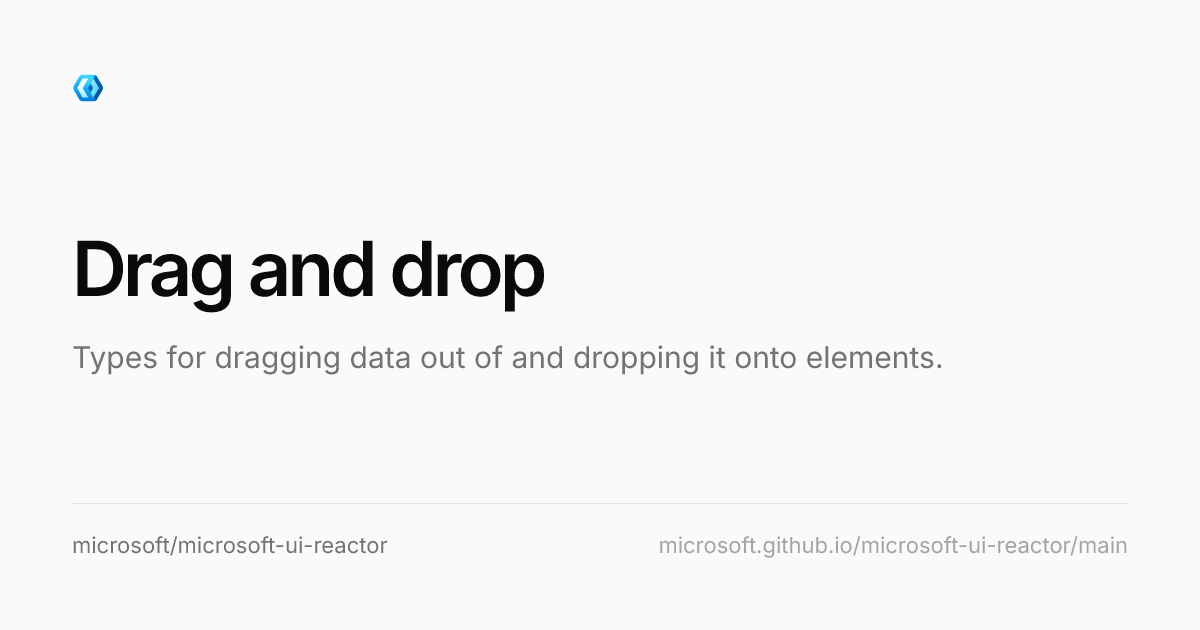 Drag and drop
Types for dragging data out of and dropping it onto elements.
microsoft/microsoft-ui-reactor
microsoft.github.io/microsoft-ui-reactor/main